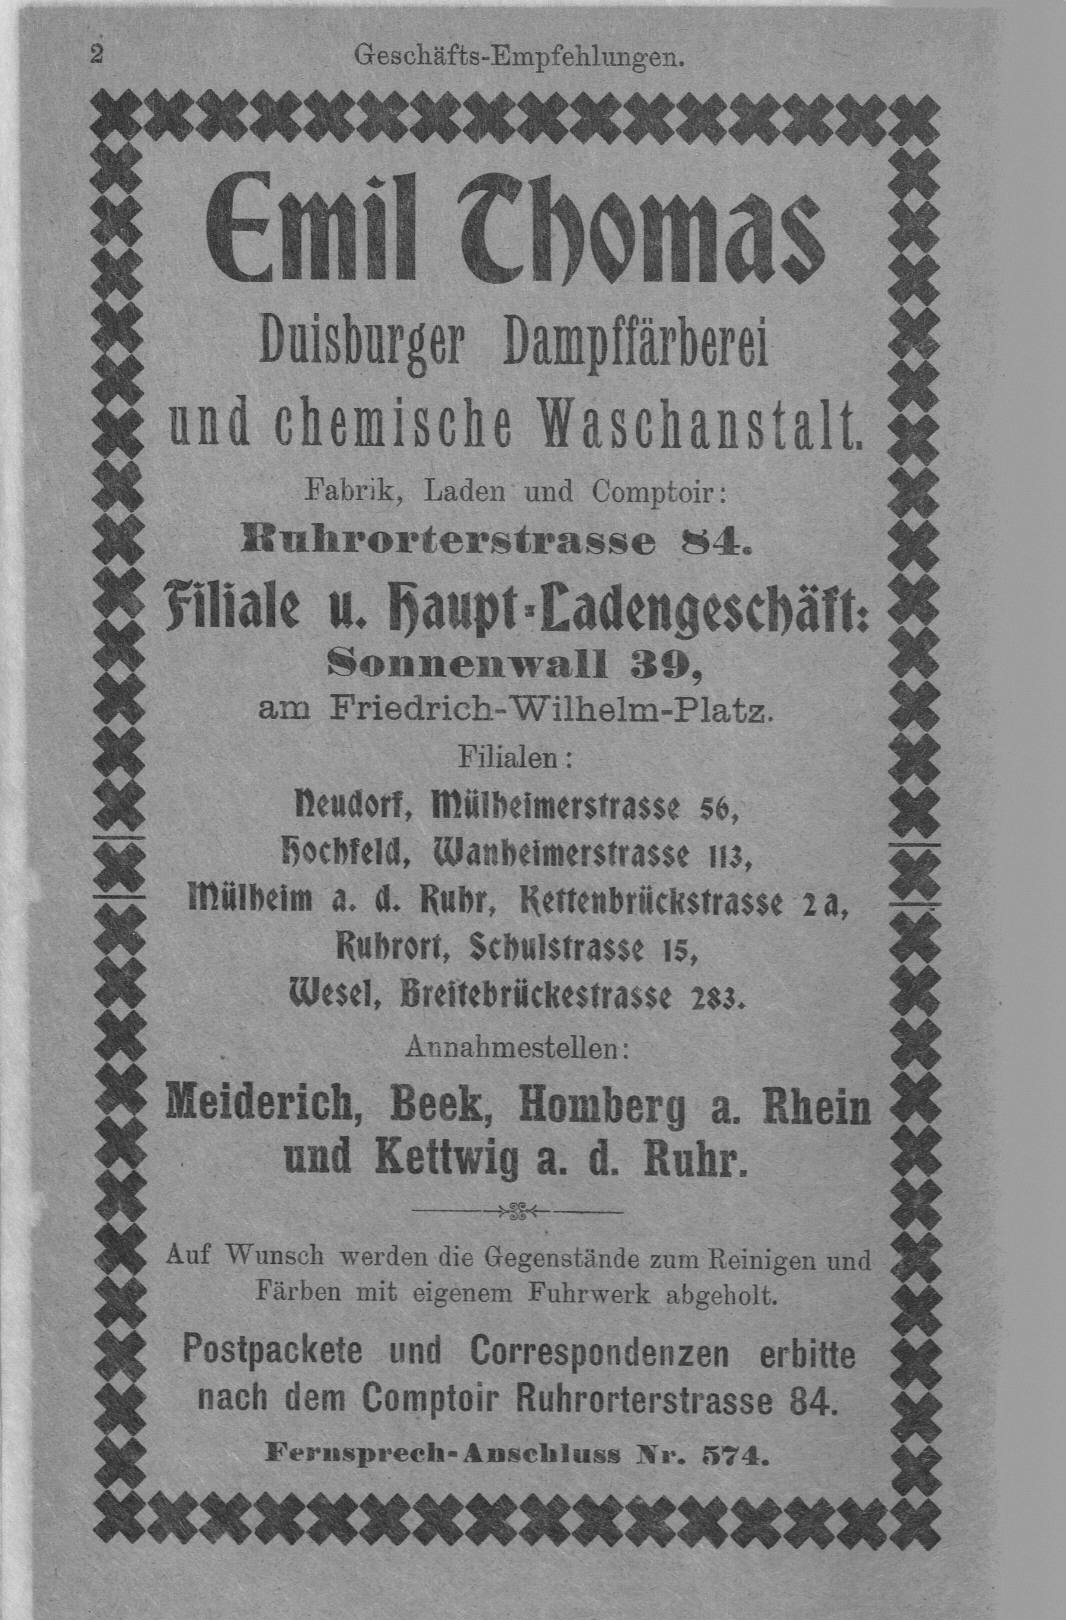 2
Geschäfts-Empfehlungen.
Emil Thomas
Duisburger Dampffärberei
und chemische Waschanstalt.
Fabrik, Laden und Comptoir:
Ruhrorterstrasse 84.
Filiale u. Haupt-Ladengeschäft:
Sonnenwall 39,
am Friedrich-Wilhelm-Platz.
Filialen:
Neudorf, Mülheimerstrasse 56,
Hochfeld, Wanheimerstrasse 113,
Mülheim a. d. Ruhr, Kettenbrückstrasse 2a,
Ruhrort, Schulstrasse 15,
Wesel, Breitebrückestrasse 283.
Annahmestellen:
Meiderich, Beek, Homberg a. Rhein
und Kettwig a. d. Ruhr.
Auf Wunsch werden die Gegenstände zum Reinigen und
Färben mit eigenem Fuhrwerk abgeholt.
Postpackete und Correspondenzen erbitte
nach dem Comptoir Ruhrorterstrasse 84.
Fernsprech-Anschluss Nr. 574.